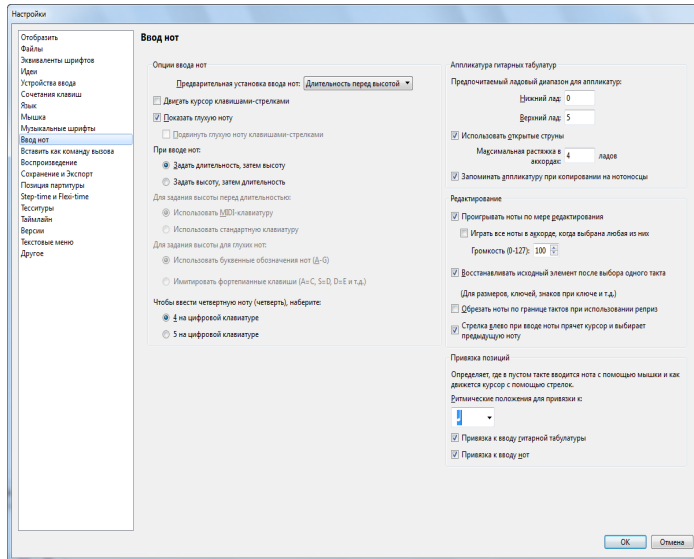 Настройки
Отобразить
Файлы
Эквиваленты шрифтов
Идеи
Устройства ввода
Сочетания клавиш
Язык
Мышка
Музыкальные шрифты
Ввод нот
Вставить как команду вызова
Воспроизведение
Сохранение и Экспорт
Позиция партитуры
Step-time и Flexi-time
Тесситуры
Таймлайн
Версии
Текстовые меню
Другое
Ввод нот
Опции ввода нот
Предварительная установка ввода нот: Длительность перед высотой
Двигать курсор клавишами-стрелками
Показать глухую ноту
Подвинуть глухую ноту клавишами-стрелками
При вводе нот:
Задать длительность, затем высоту
Задать высоту, затем длительность
Для задания высоты перед длительностью:
Использовать MIDI-клавиатуру
Использовать стандартную клавиатуру
Для задания высоты для глухих нот:
Использовать буквенные обозначения нот (A-G)
Имитировать фортепианные клавиши (A=C, S=D, D=E и т.д.)
Чтобы ввести четвертную ноту (четверть), наберите:
4 на цифровой клавиатуре
5 на цифровой клавиатуре
Аппликатура гитарных табулатур
Предпочитаемый ладовый диапазон для аппликатур:
Нижний лад: 0
Верхний лад: 5
Использовать открытые струны
Максимальная растяжка в
аккордах: 4 ладов
Запоминать аппликатуру при копировании на нотоносцы
Редактирование
Проигрывать ноты по мере редактирования
Играть все ноты в аккорде, когда выбрана любая из них
Громкость (0-127): 100
Восстанавливать исходный элемент после выбора одного такта
(Для размеров, ключей, знаков при ключе и т.д.)
Обрезать ноты по границе тактов при использовании реприз
Стрелка влево при вводе ноты прячет курсор и выбирает
предыдущую ноту
Привязка позиций
Определяет, где в пустом такте вводится нота с помощью мышки и как
движется курсор с помощью стрелок.
Ритмические положения для привязки к:
Привязка к вводу гитарной табулатуры
Привязка к вводу нот
OK Отмена